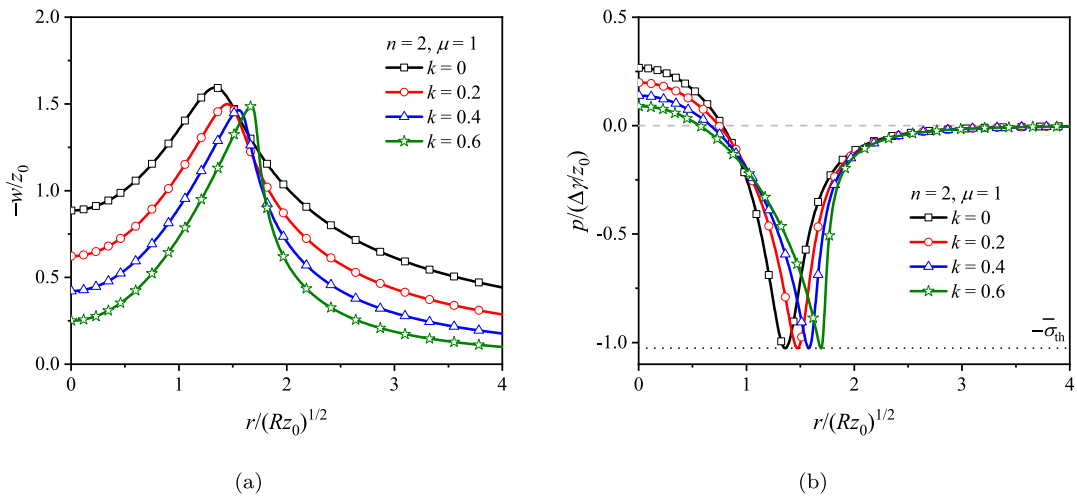 2.0
1.5
1.0
0.5
0.0
−w/z₀
n = 2, μ = 1
k = 0
k = 0.2
k = 0.4
k = 0.6
0 1 2 3 4
r/(Rz₀)¹/²
(a)
0.5
0.0
-0.5
-1.0
p/(Δγ/z₀)
n = 2, μ = 1
k = 0
k = 0.2
k = 0.4
k = 0.6
−σ̅th
0 1 2 3 4
r/(Rz₀)¹/²
(b)